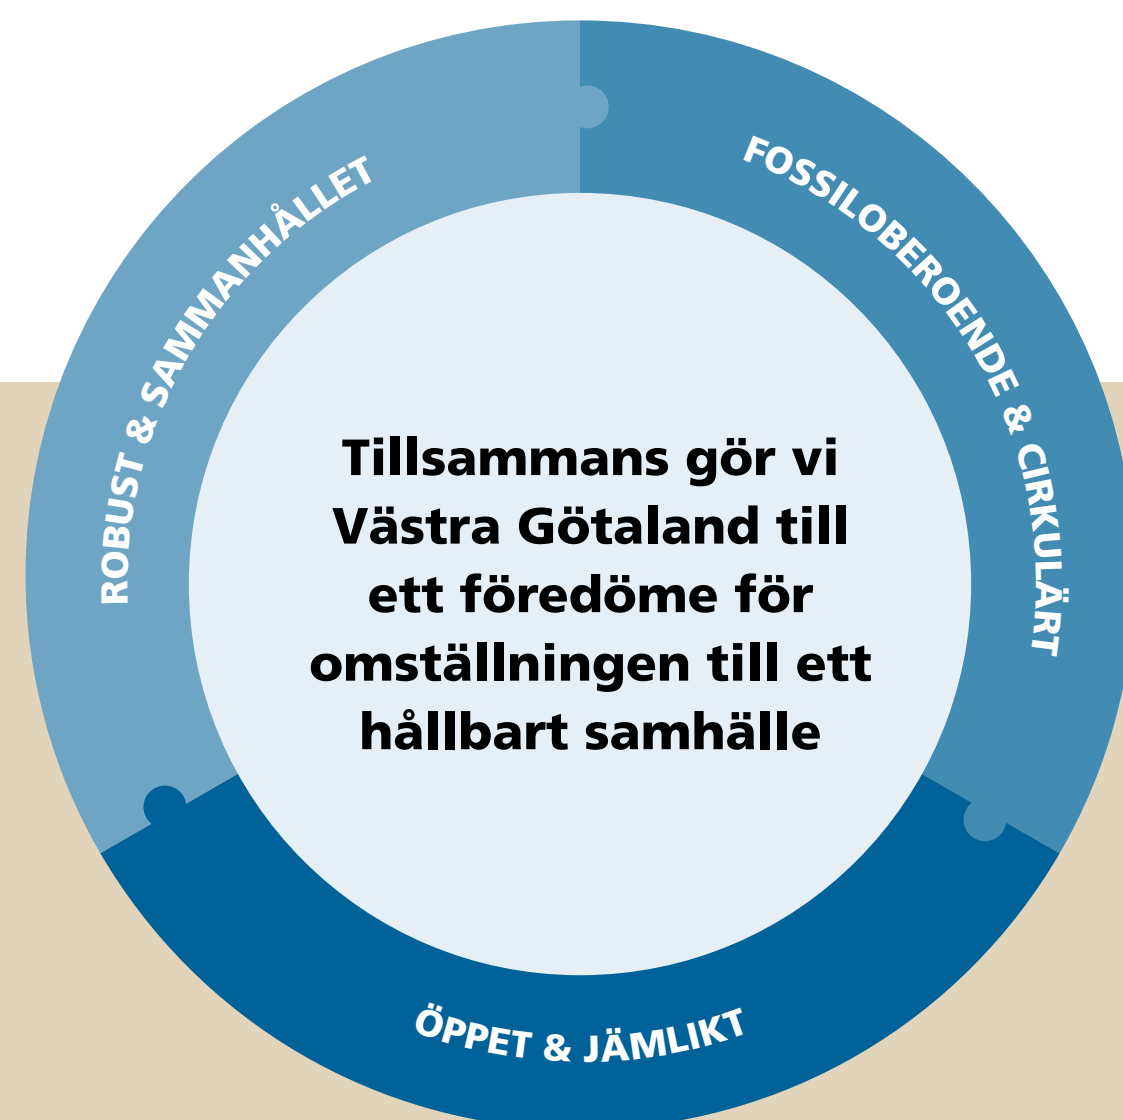 ROBUST & SAMMANHÅLLET
FOSSILOBEROENDE & CIRKULÄRT
Tillsammans gör vi
Västra Götaland till
ett föredöme för
omställningen till ett
hållbart samhälle
ÖPPET & JÄMLIKT